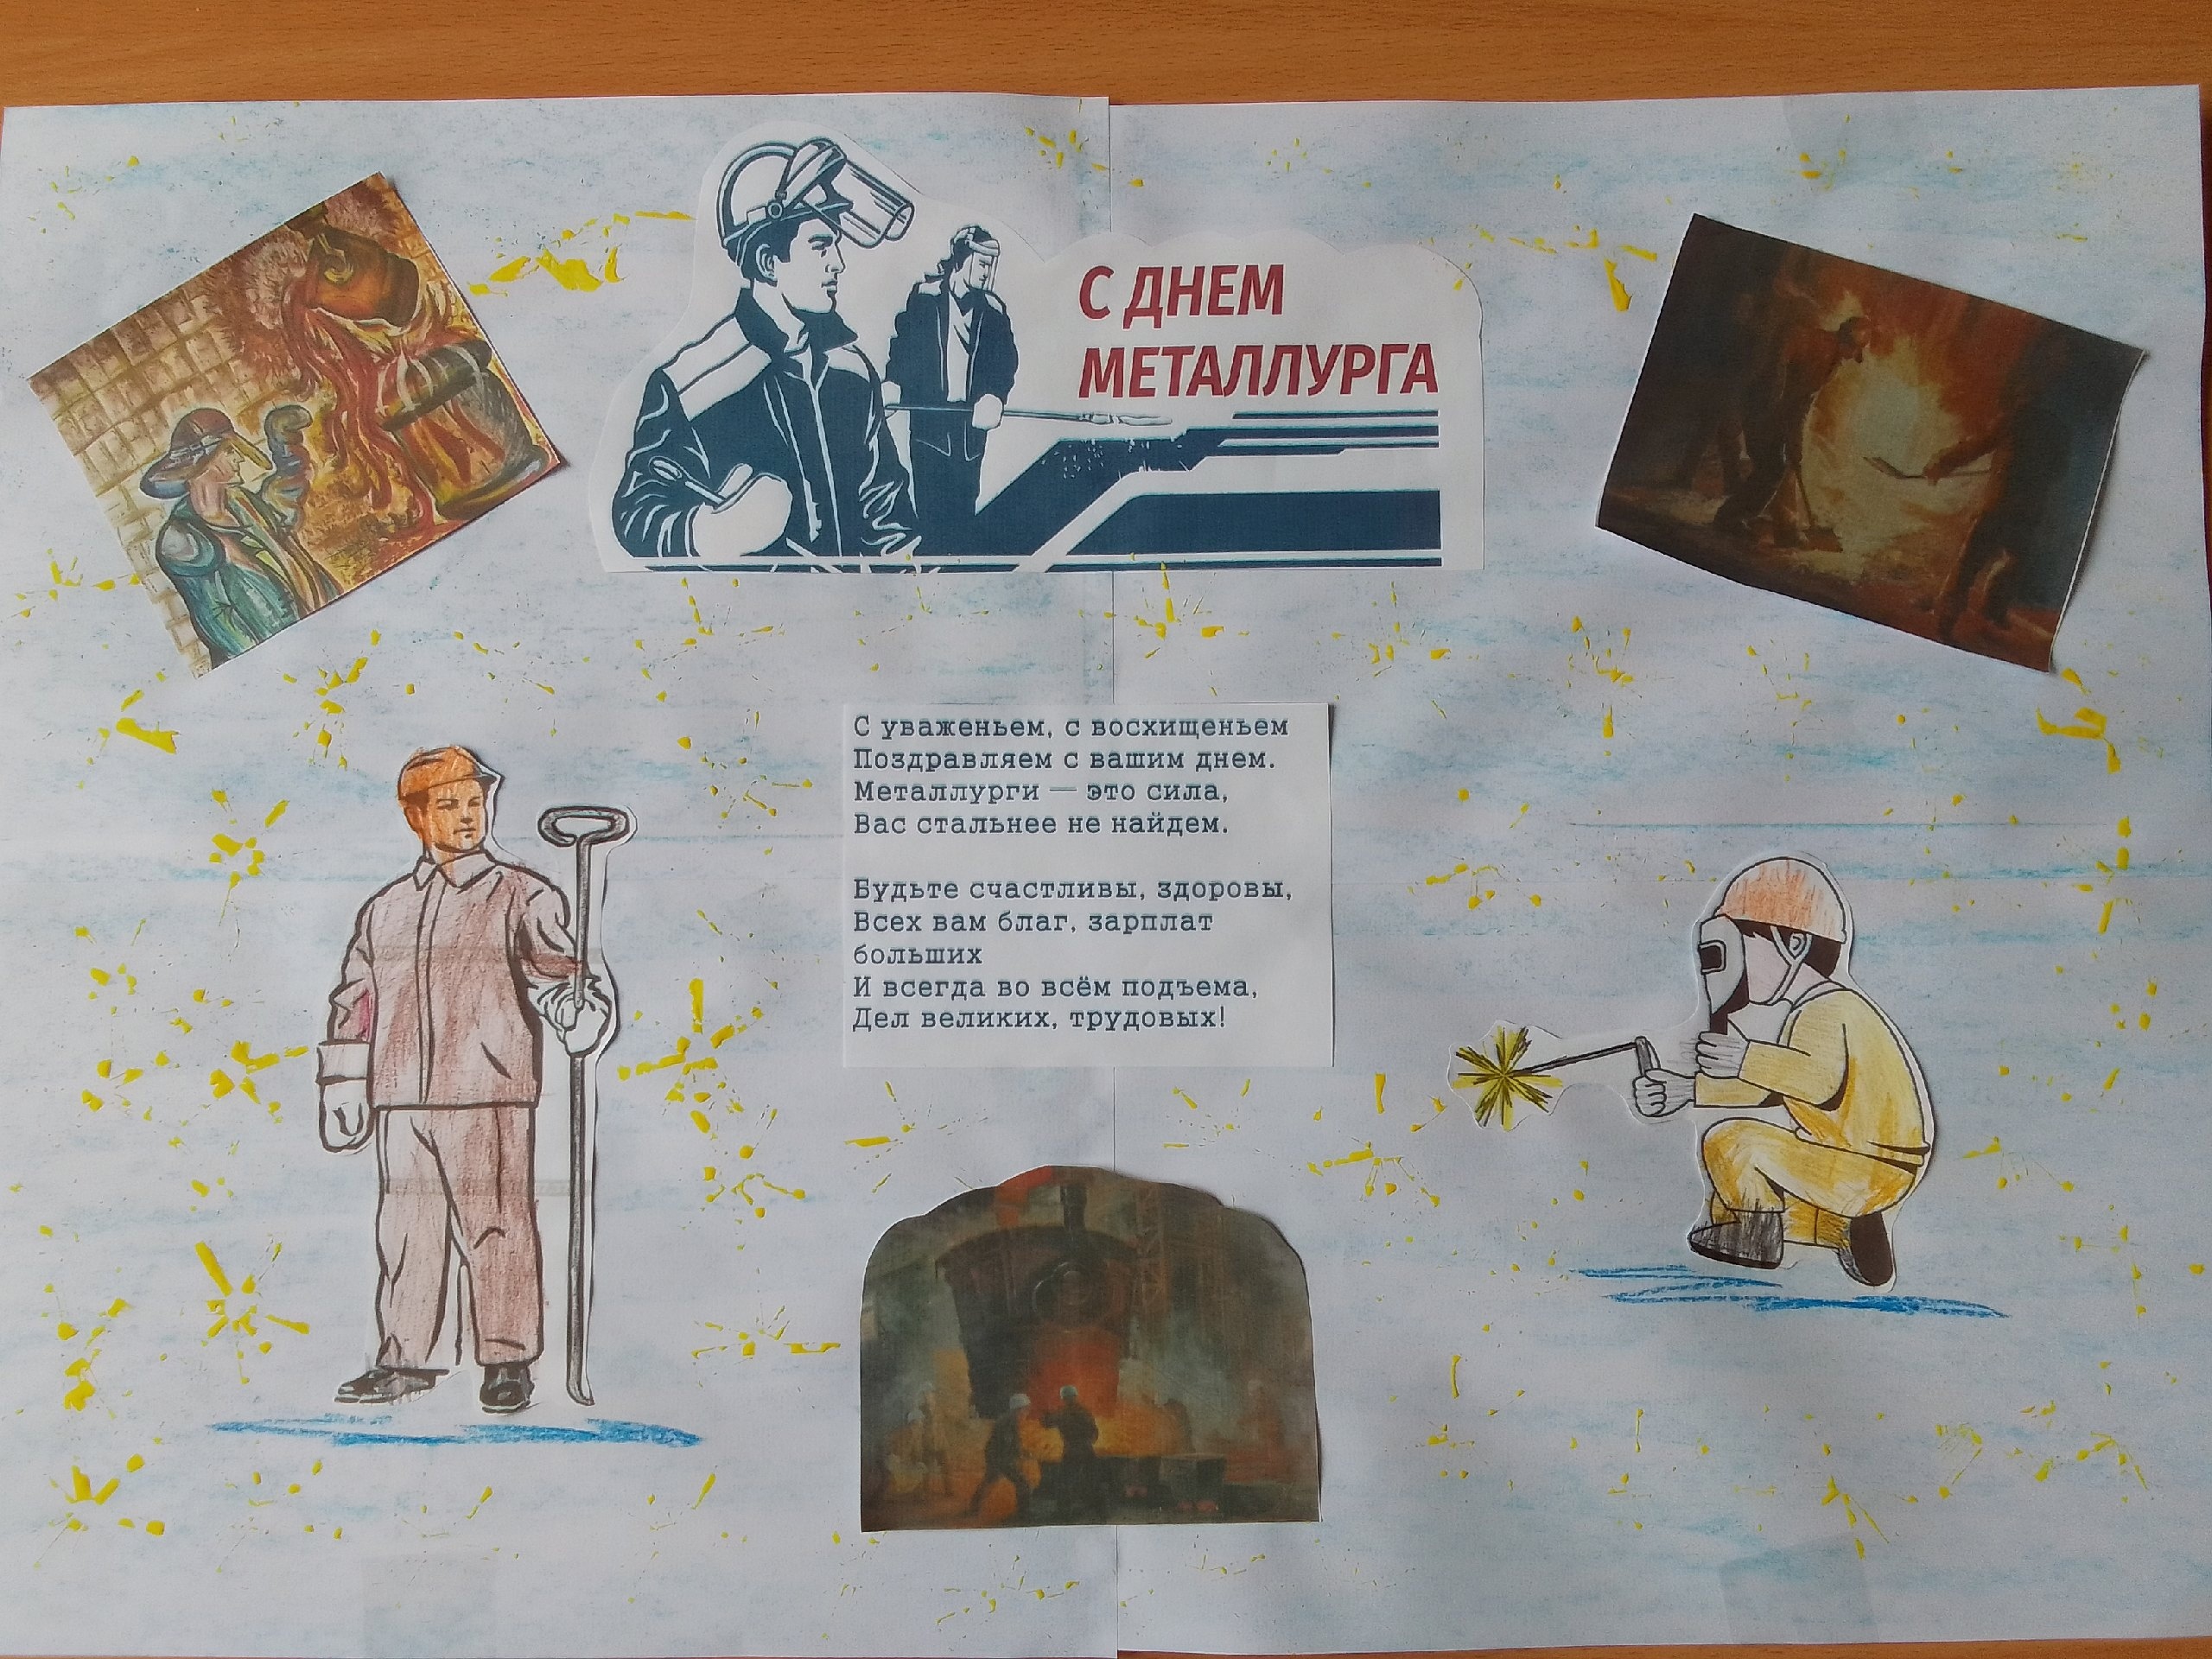 С ДНЕМ
МЕТАЛЛУРГА
С уваженьем, с восхищеньем
Поздравляем с вашим днем.
Металлурги — это сила,
Вас стальнее не найдем.
Будьте счастливы, здоровы,
Всех вам благ, зарплат
больших
И всегда во всём подъема,
Дел великих, трудовых!